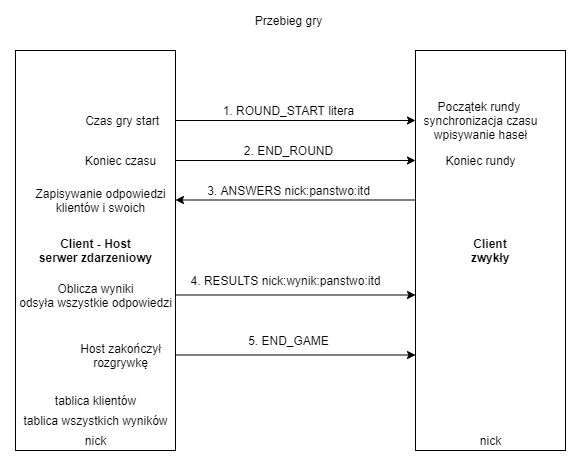 Przebieg gry
Czas gry start
1. ROUND_START litera
Początek rundy
synchronizacja czasu
wpisywanie haseł
Koniec czasu
2. END_ROUND
Koniec rundy
Zapisywanie odpowiedzi
klientów i swoich
3. ANSWERS nick:panstwo:itd
Client - Host
serwer zdarzeniowy
Client
zwykły
Oblicza wyniki
odsyła wszystkie odpowiedzi
4. RESULTS nick:wynik:panstwo:itd
Host zakończył
rozgrywkę
5. END_GAME
tablica klientów
tablica wszystkich wyników
nick
nick